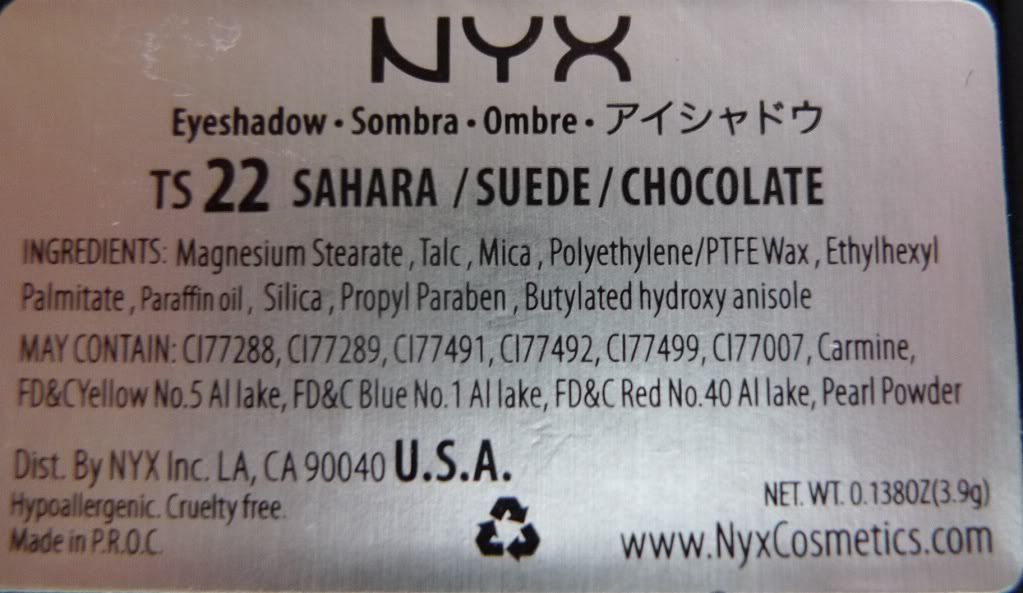 NYX
Eyeshadow · Sombra · Ombre · アイシャドウ
TS 22 SAHARA / SUEDE / CHOCOLATE
INGREDIENTS: Magnesium Stearate , Talc , Mica , Polyethylene/PTFE Wax , Ethylhexyl
Palmitate , Paraffin oil , Silica , Propyl Paraben , Butylated hydroxy anisole
MAY CONTAIN: CI77288, CI77289, CI77491, CI77492, CI77499, CI77007, Carmine,
FD&C Yellow No.5 Al lake, FD&C Blue No.1 Al lake, FD&C Red No.40 Al lake, Pearl Powder
Dist. By NYX Inc. LA, CA 90040 U.S.A.
Hypoallergenic. Cruelty free.
Made in P.R.O.C.
NET. WT. 0.138OZ(3.9g)
www.NyxCosmetics.com